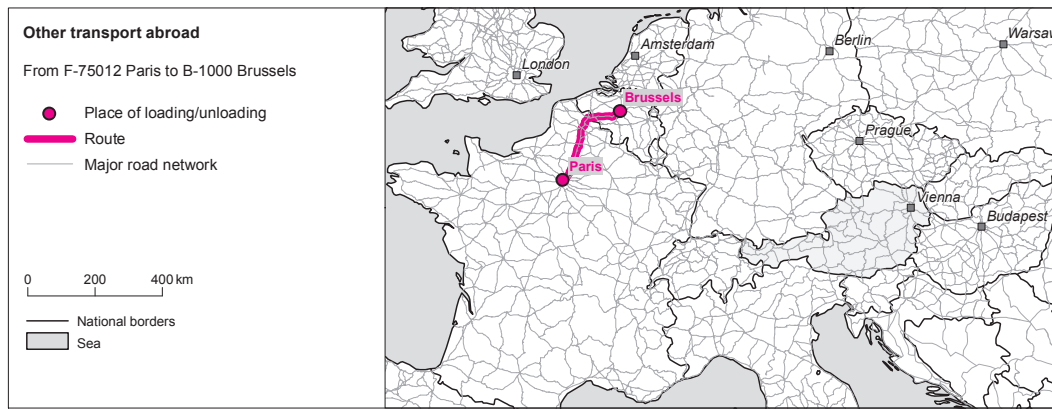 Other transport abroad
From F-75012 Paris to B-1000 Brussels
Place of loading/unloading
Route
Major road network
0 200 400 km
National borders
Sea
London
Amsterdam
Berlin
Warsaw
Brussels
Prague
Paris
Vienna
Budapest